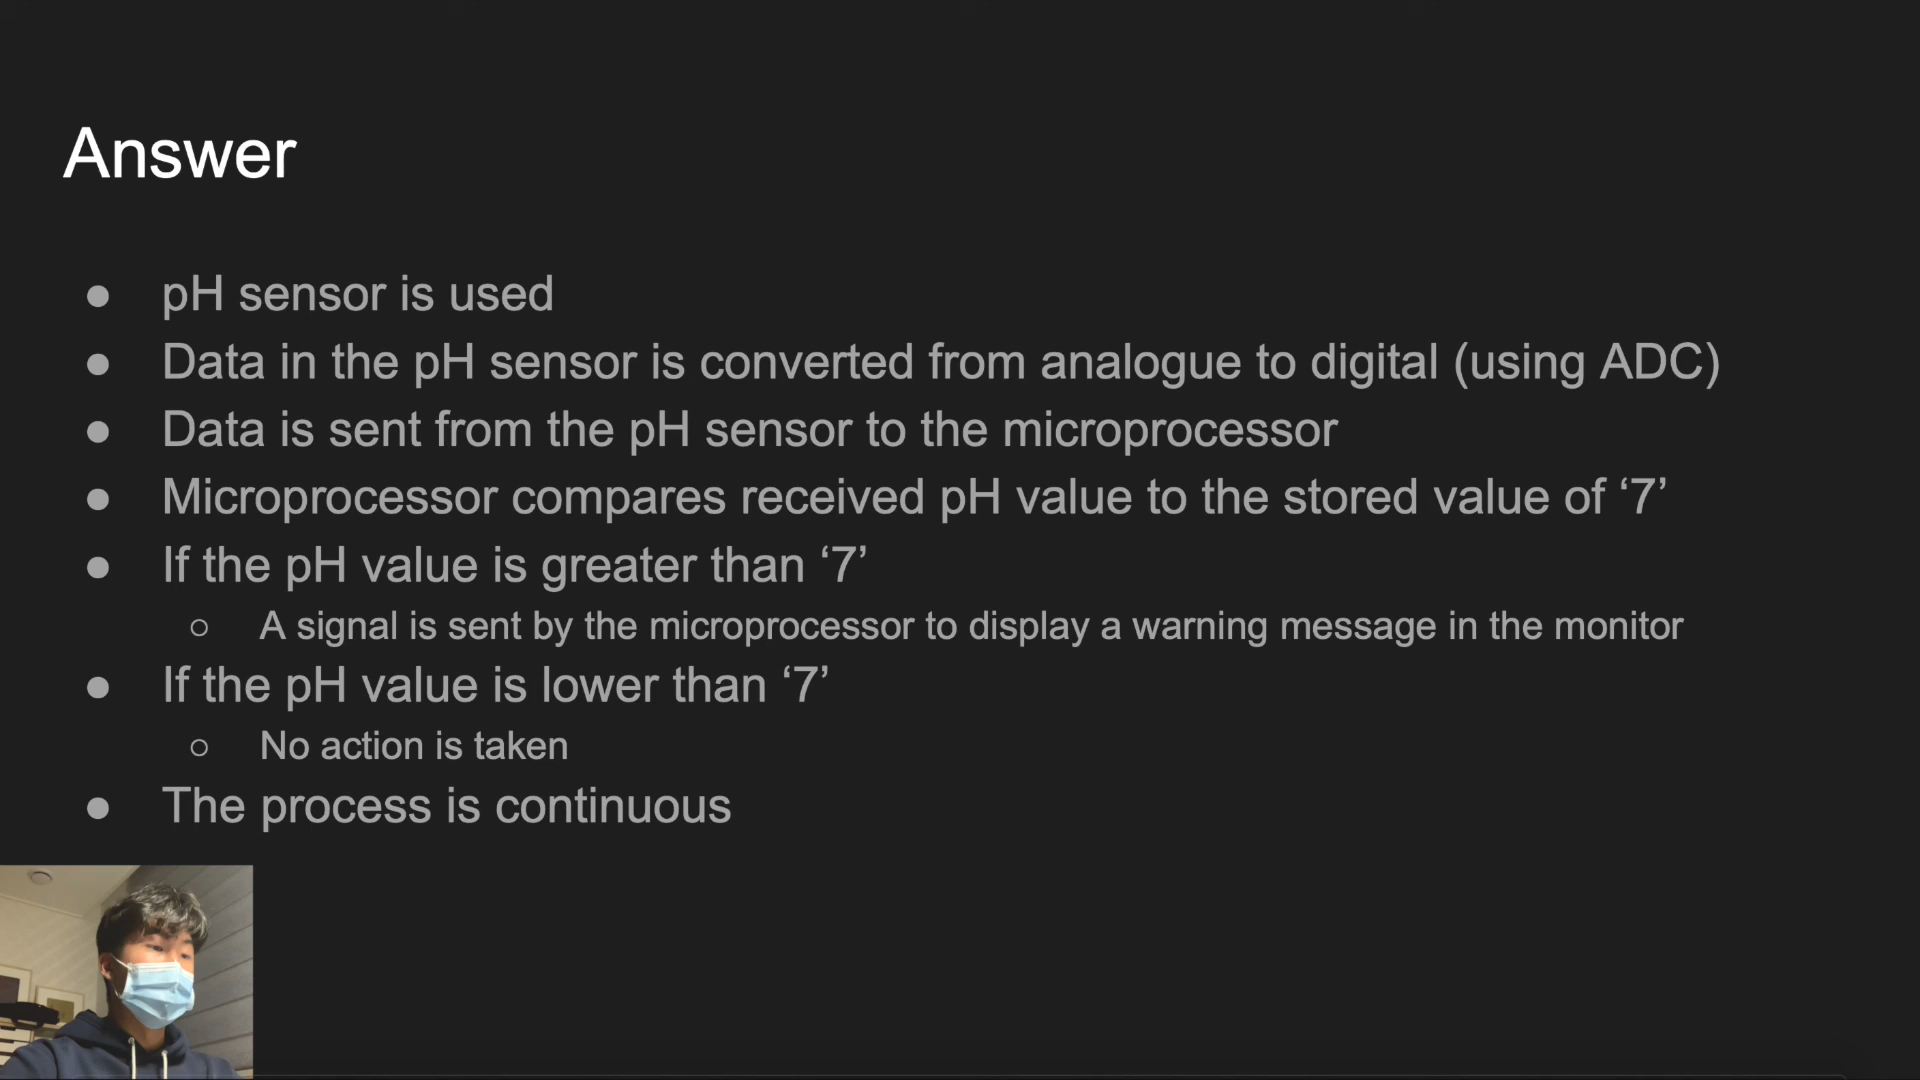 Answer
● pH sensor is used
● Data in the pH sensor is converted from analogue to digital (using ADC)
● Data is sent from the pH sensor to the microprocessor
● Microprocessor compares received pH value to the stored value of ‘7’
● If the pH value is greater than ‘7’
○ A signal is sent by the microprocessor to display a warning message in the monitor
● If the pH value is lower than ‘7’
○ No action is taken
● The process is continuous